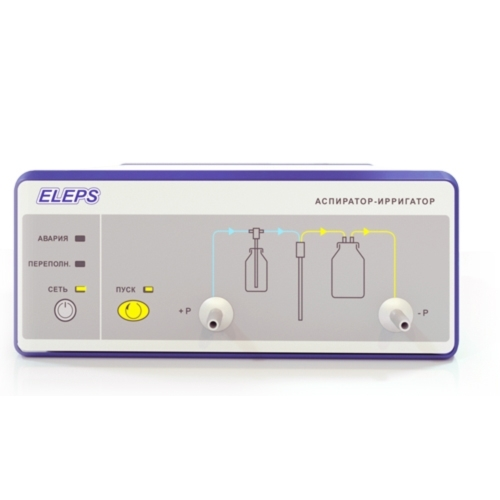 ELEPS
АСПИРАТОР-ИРРИГАТОР
АВАРИЯ
ПЕРЕПОЛН.
СЕТЬ
ПУСК
+ P
- P